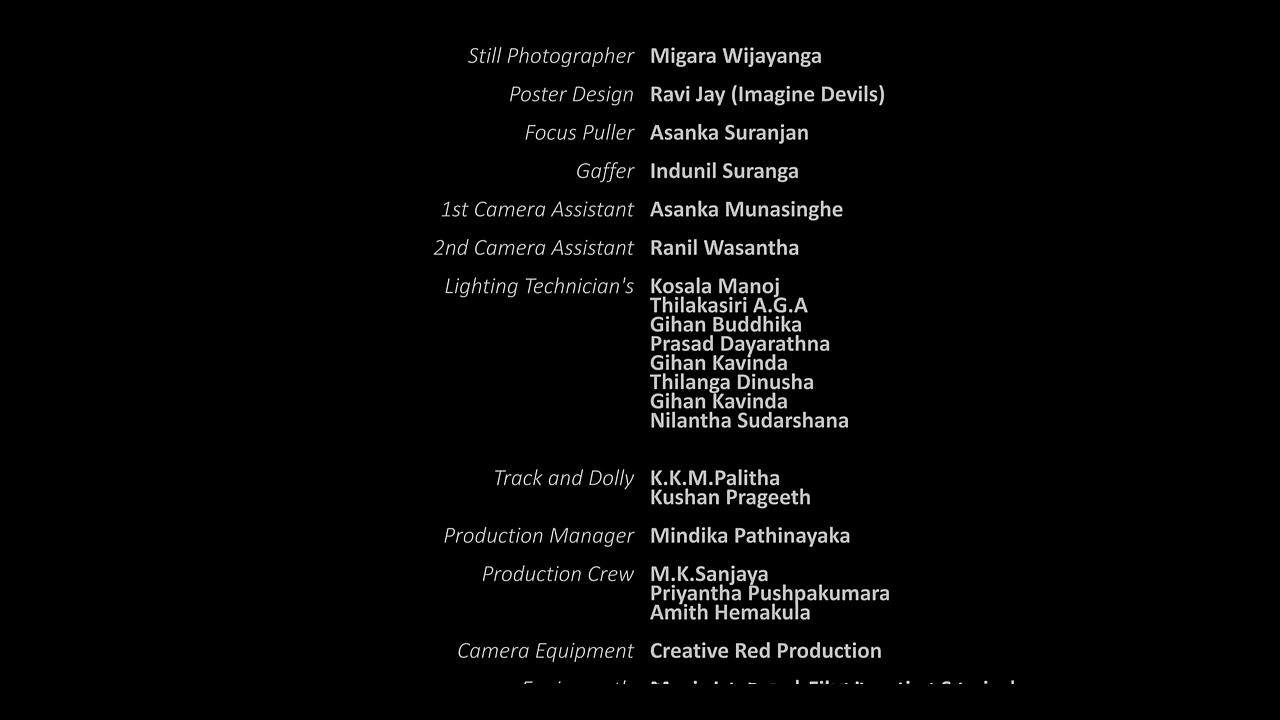 Still Photographer Migara Wijayanga
Poster Design Ravi Jay (Imagine Devils)
Focus Puller Asanka Suranjan
Gaffer Indunil Suranga
1st Camera Assistant Asanka Munasinghe
2nd Camera Assistant Ranil Wasantha
Lighting Technician's Kosala Manoj
Thilakasiri A.G.A
Gihan Buddhika
Prasad Dayarathna
Gihan Kavinda
Thilanga Dinusha
Gihan Kavinda
Nilantha Sudarshana
Track and Dolly K.K.M.Palitha
Kushan Prageeth
Production Manager Mindika Pathinayaka
Production Crew M.K.Sanjaya
Priyantha Pushpakumara
Amith Hemakula
Camera Equipment Creative Red Production